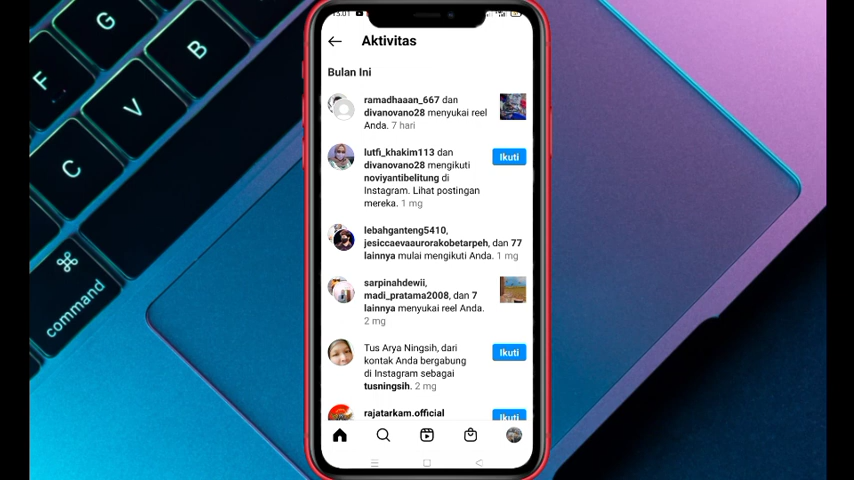 F
G
B
V
C
⌘
command
Aktivitas
Bulan Ini
ramadhaaan_667 dan
divanovano28 menyukai reel
Anda. 7 hari
lutfi_khakim113 dan
divanovano28 mengikuti
noviyantibelitung di
Instagram. Lihat postingan
mereka. 1 mg
Ikuti
lebahganteng5410,
jesiccaevaaurorakobetarpeh, dan 77
lainnya mulai mengikuti Anda. 1 mg
sarpinahdewii,
madi_pratama2008, dan 7
lainnya menyukai reel Anda.
2 mg
Tus Arya Ningsih, dari
kontak Anda bergabung
di Instagram sebagai
tusningsih. 2 mg
Ikuti
rajatarkam.official
Ikuti